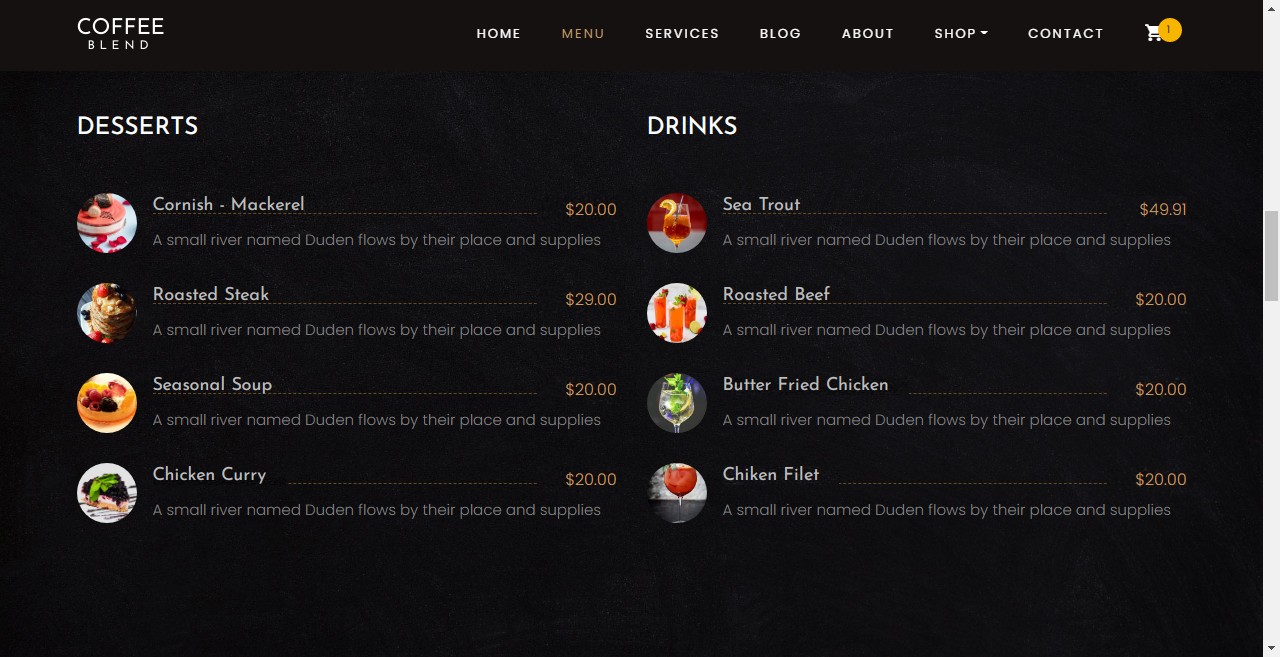 COFFEE
BLEND
HOME MENU SERVICES BLOG ABOUT SHOP CONTACT 1
DESSERTS
Cornish - Mackerel $20.00
A small river named Duden flows by their place and supplies
Roasted Steak $29.00
A small river named Duden flows by their place and supplies
Seasonal Soup $20.00
A small river named Duden flows by their place and supplies
Chicken Curry $20.00
A small river named Duden flows by their place and supplies
DRINKS
Sea Trout $49.91
A small river named Duden flows by their place and supplies
Roasted Beef $20.00
A small river named Duden flows by their place and supplies
Butter Fried Chicken $20.00
A small river named Duden flows by their place and supplies
Chiken Filet $20.00
A small river named Duden flows by their place and supplies